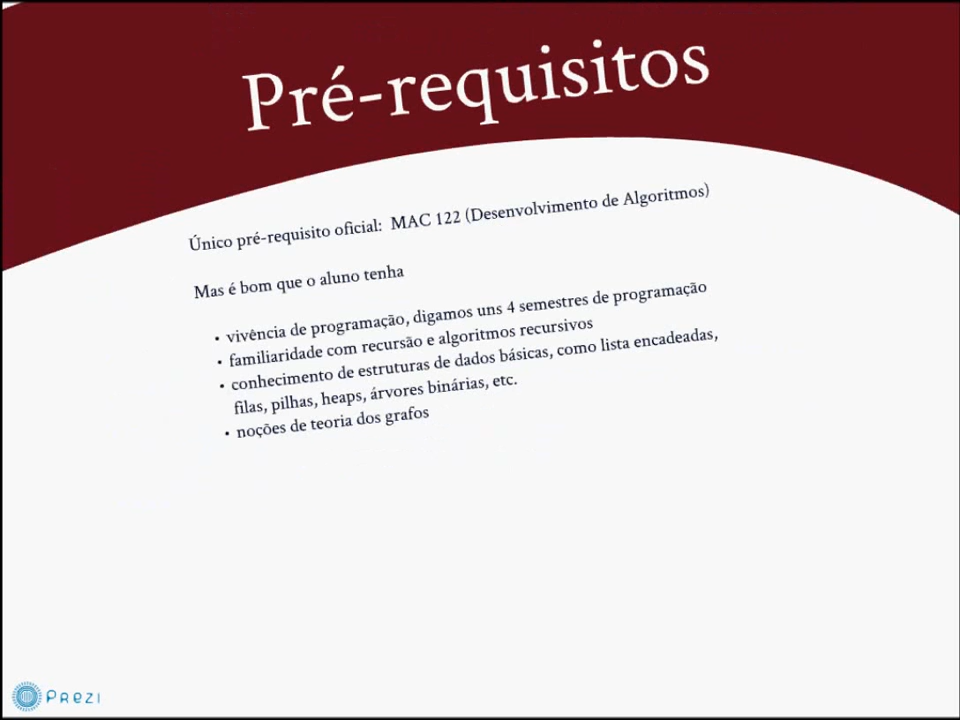 Pré-requisitos
Único pré-requisito oficial: MAC 122 (Desenvolvimento de Algoritmos)
Mas é bom que o aluno tenha
• vivência de programação, digamos uns 4 semestres de programação
• familiaridade com recursão e algoritmos recursivos
• conhecimento de estruturas de dados básicas, como lista encadeadas,
filas, pilhas, heaps, árvores binárias, etc.
• noções de teoria dos grafos
Prezi